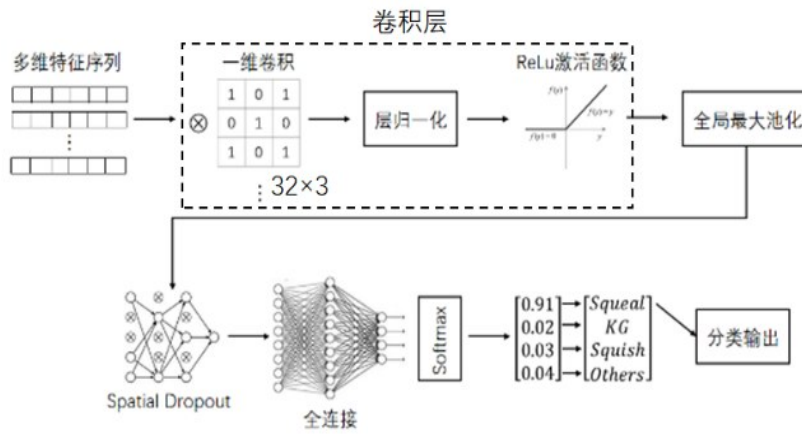 卷积层
多维特征序列
一维卷积
ReLu激活函数
1 0 1
0 1 0
1 0 1
⊗
层归一化
f(y)
f(y)=y
f(y)=0
y
全局最大池化
32×3
Spatial Dropout
全连接
Softmax
0.91 Squeal
0.02 KG
0.03 Squish
0.04 Others
分类输出